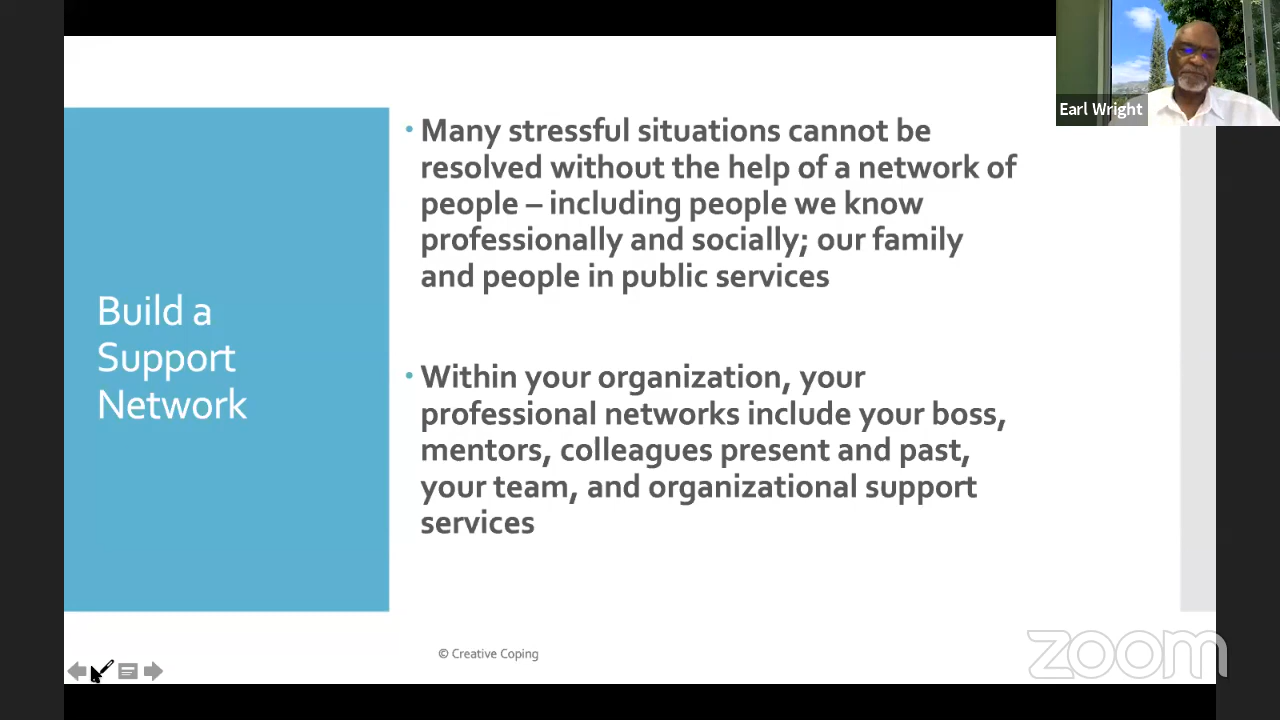 Earl Wright
Build a
Support
Network
• Many stressful situations cannot be
resolved without the help of a network of
people – including people we know
professionally and socially; our family
and people in public services
• Within your organization, your
professional networks include your boss,
mentors, colleagues present and past,
your team, and organizational support
services
© Creative Coping
zoom